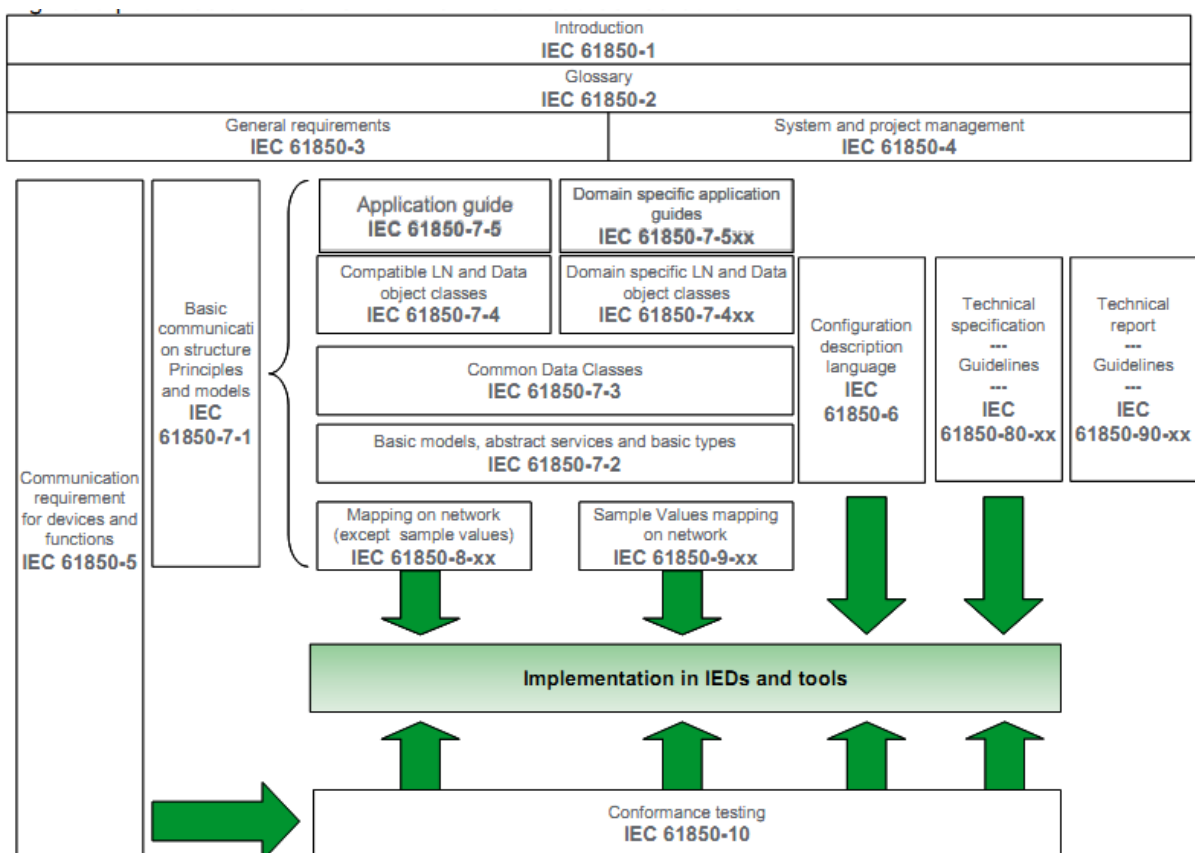 Introduction
IEC 61850-1
Glossary
IEC 61850-2
General requirements
IEC 61850-3
System and project management
IEC 61850-4
Communication
requirement
for devices and
functions
IEC 61850-5
Basic
communicati
on structure
Principles
and models
IEC
61850-7-1
Application guide
IEC 61850-7-5
Domain specific application
guides
IEC 61850-7-5xx
Compatible LN and Data
object classes
IEC 61850-7-4
Domain specific LN and Data
object classes
IEC 61850-7-4xx
Common Data Classes
IEC 61850-7-3
Basic models, abstract services and basic types
IEC 61850-7-2
Mapping on network
(except sample values)
IEC 61850-8-xx
Sample Values mapping
on network
IEC 61850-9-xx
Configuration
description
language
IEC
61850-6
Technical
specification
---
Guidelines
---
IEC
61850-80-xx
Technical
report
---
Guidelines
---
IEC
61850-90-xx
Implementation in IEDs and tools
Conformance testing
IEC 61850-10